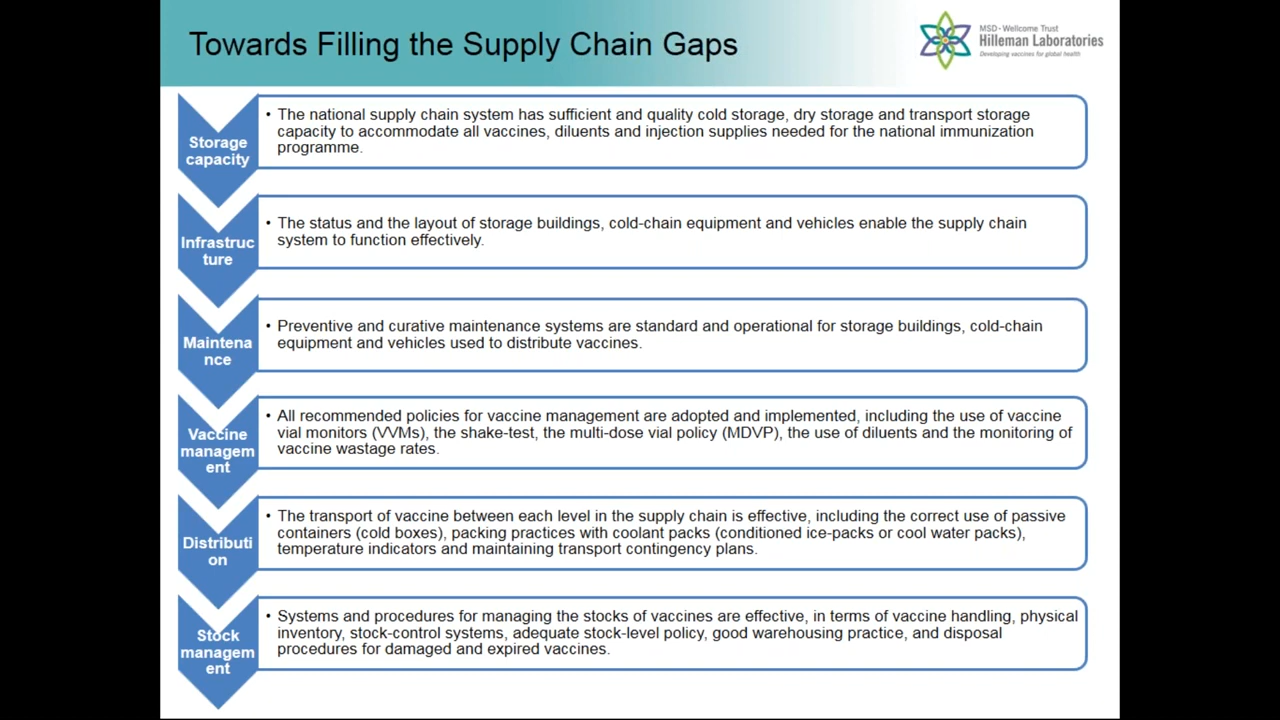 Towards Filling the Supply Chain Gaps
MSD - Wellcome Trust
Hilleman Laboratories
Developing vaccines for global health
Storage
capacity
• The national supply chain system has sufficient and quality cold storage, dry storage and transport storage
capacity to accommodate all vaccines, diluents and injection supplies needed for the national immunization
programme.
Infrastruc
ture
• The status and the layout of storage buildings, cold-chain equipment and vehicles enable the supply chain
system to function effectively.
Maintena
nce
• Preventive and curative maintenance systems are standard and operational for storage buildings, cold-chain
equipment and vehicles used to distribute vaccines.
Vaccine
managem
ent
• All recommended policies for vaccine management are adopted and implemented, including the use of vaccine
vial monitors (VVMs), the shake-test, the multi-dose vial policy (MDVP), the use of diluents and the monitoring of
vaccine wastage rates.
Distributi
on
• The transport of vaccine between each level in the supply chain is effective, including the correct use of passive
containers (cold boxes), packing practices with coolant packs (conditioned ice-packs or cool water packs),
temperature indicators and maintaining transport contingency plans.
Stock
managem
ent
• Systems and procedures for managing the stocks of vaccines are effective, in terms of vaccine handling, physical
inventory, stock-control systems, adequate stock-level policy, good warehousing practice, and disposal
procedures for damaged and expired vaccines.